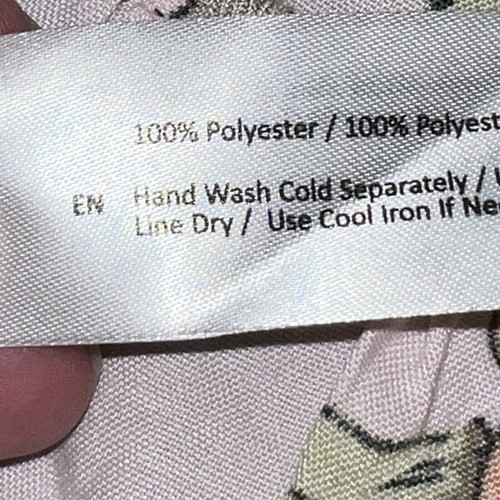 100% Polyester / 100% Polyest
EN Hand Wash Cold Separately /
Line Dry / Use Cool Iron If Ne